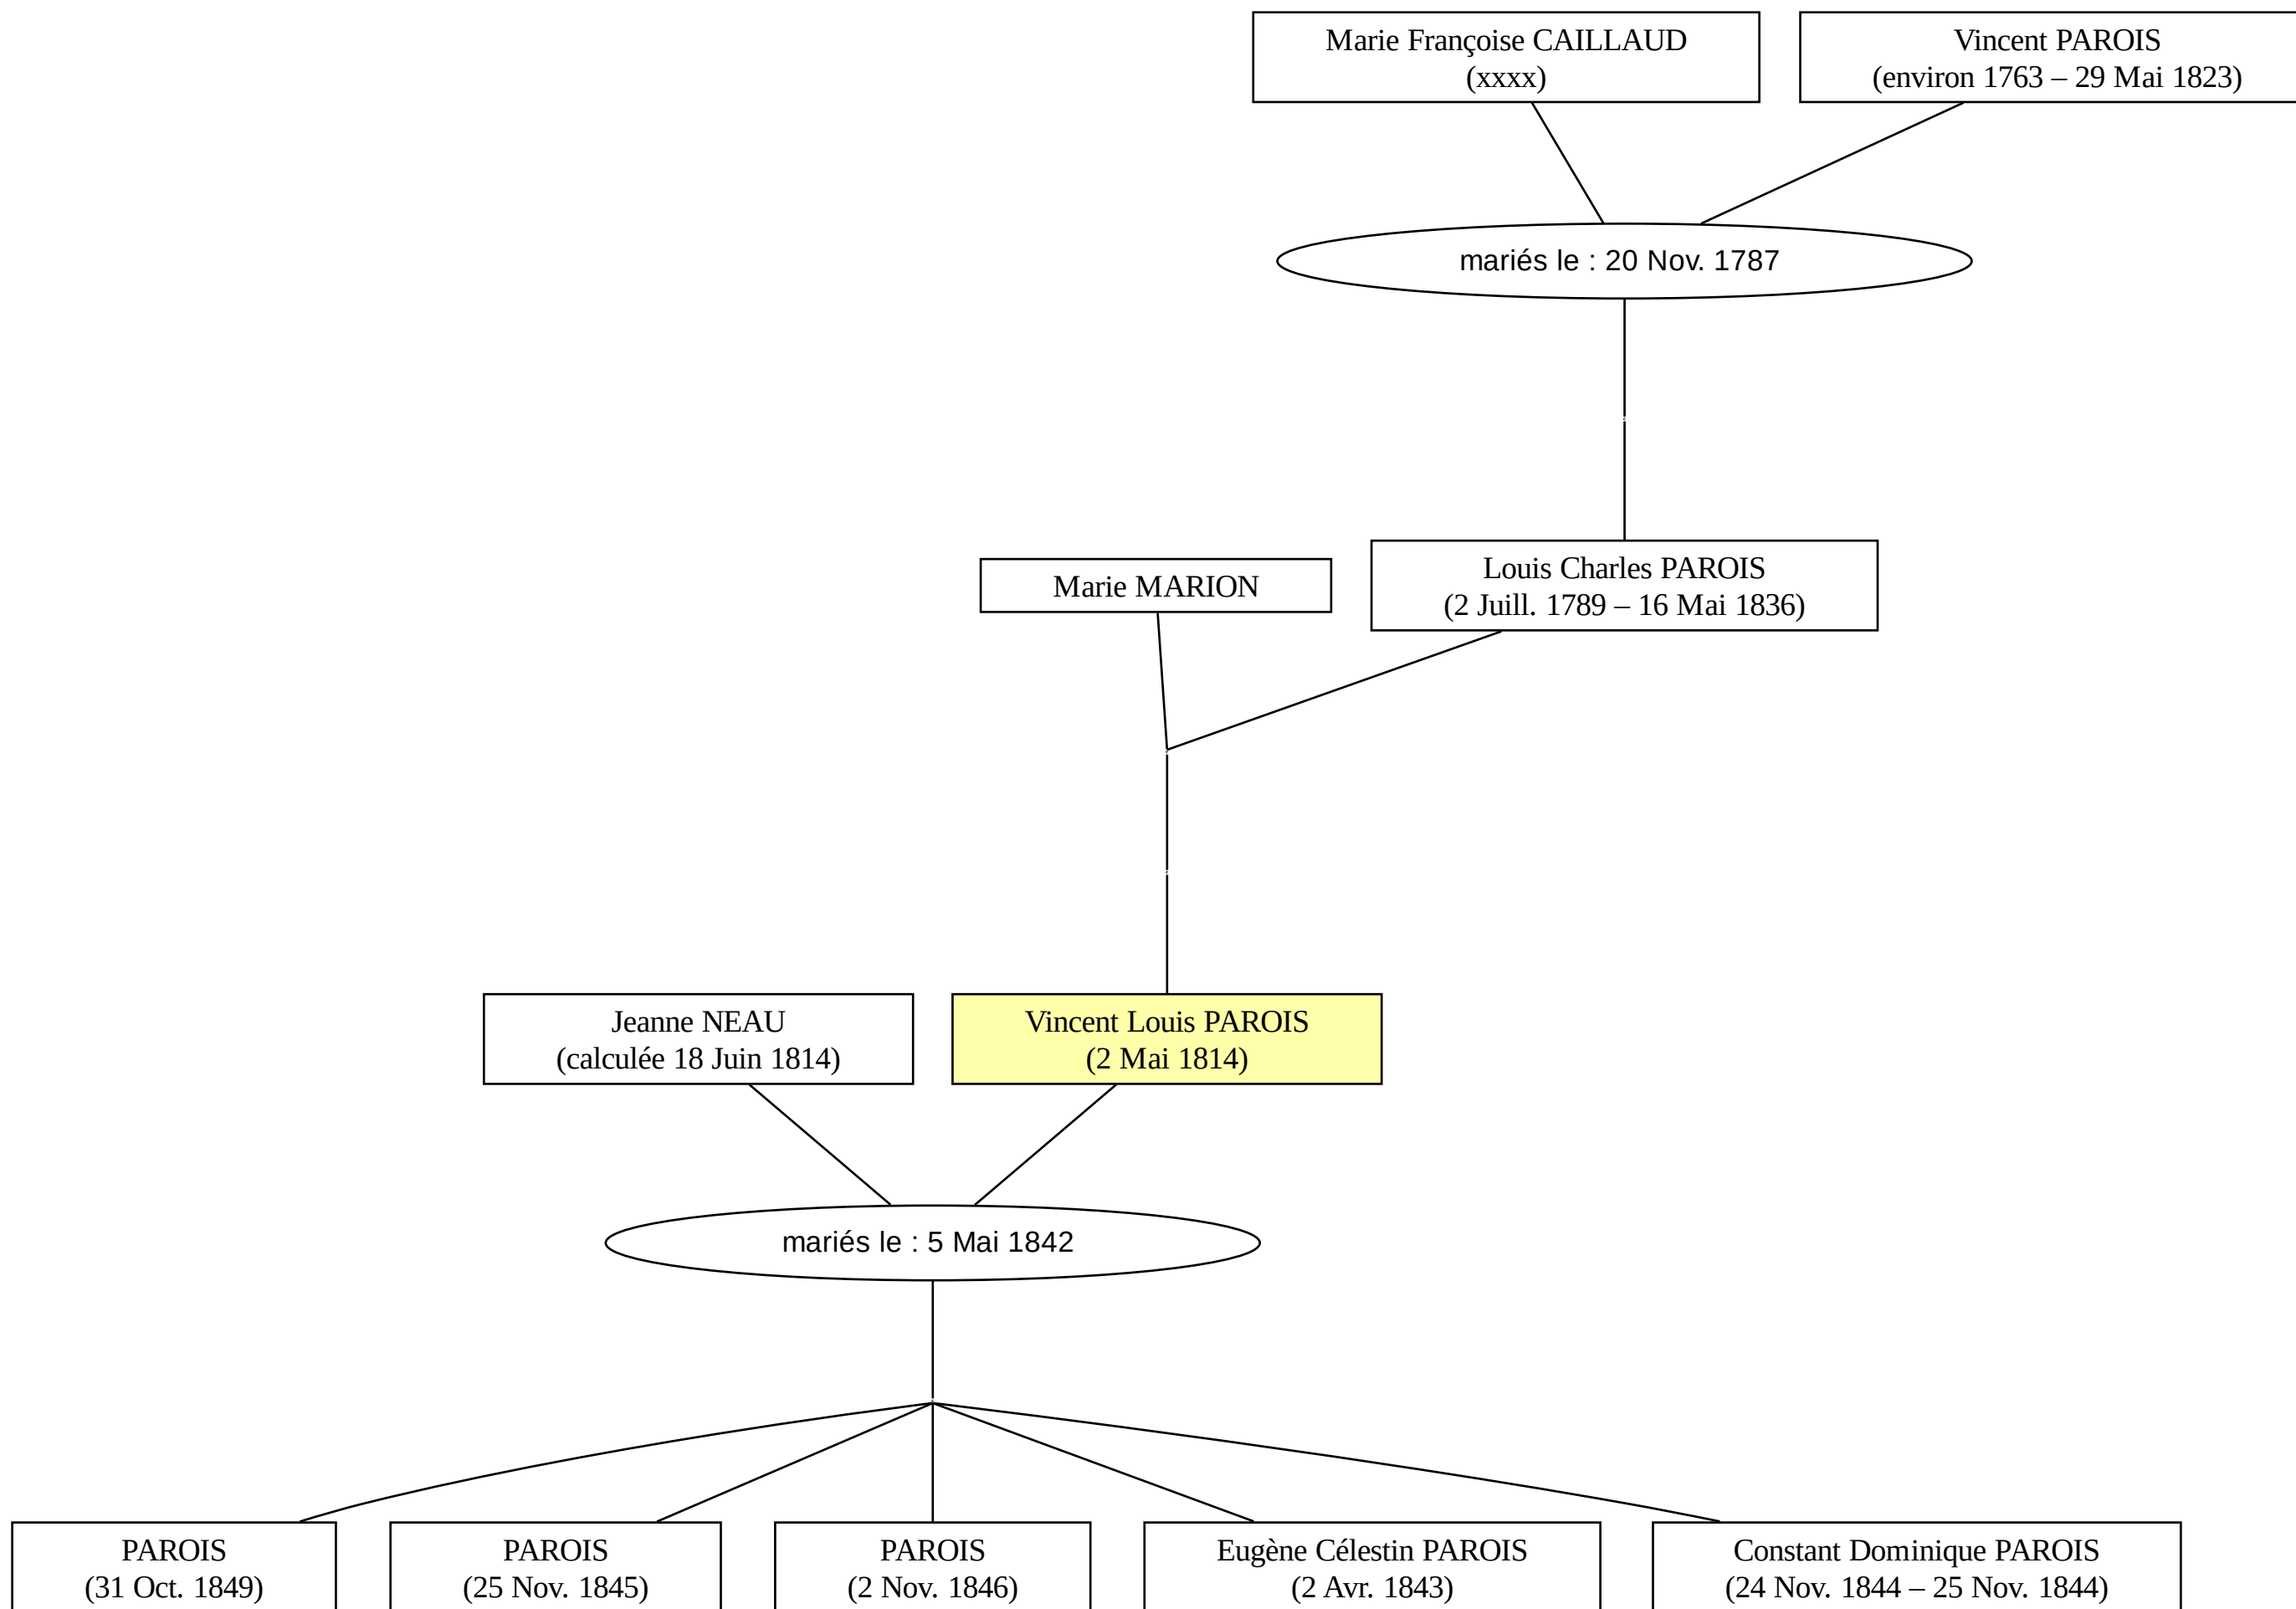 Marie Françoise CAILLAUD
(xxxx)
Vincent PAROIS
(environ 1763 – 29 Mai 1823)
mariés le : 20 Nov. 1787
Marie MARION
Louis Charles PAROIS
(2 Juill. 1789 – 16 Mai 1836)
Jeanne NEAU
(calculée 18 Juin 1814)
Vincent Louis PAROIS
(2 Mai 1814)
mariés le : 5 Mai 1842
PAROIS
(31 Oct. 1849)
PAROIS
(25 Nov. 1845)
PAROIS
(2 Nov. 1846)
Eugène Célestin PAROIS
(2 Avr. 1843)
Constant Dominique PAROIS
(24 Nov. 1844 – 25 Nov. 1844)